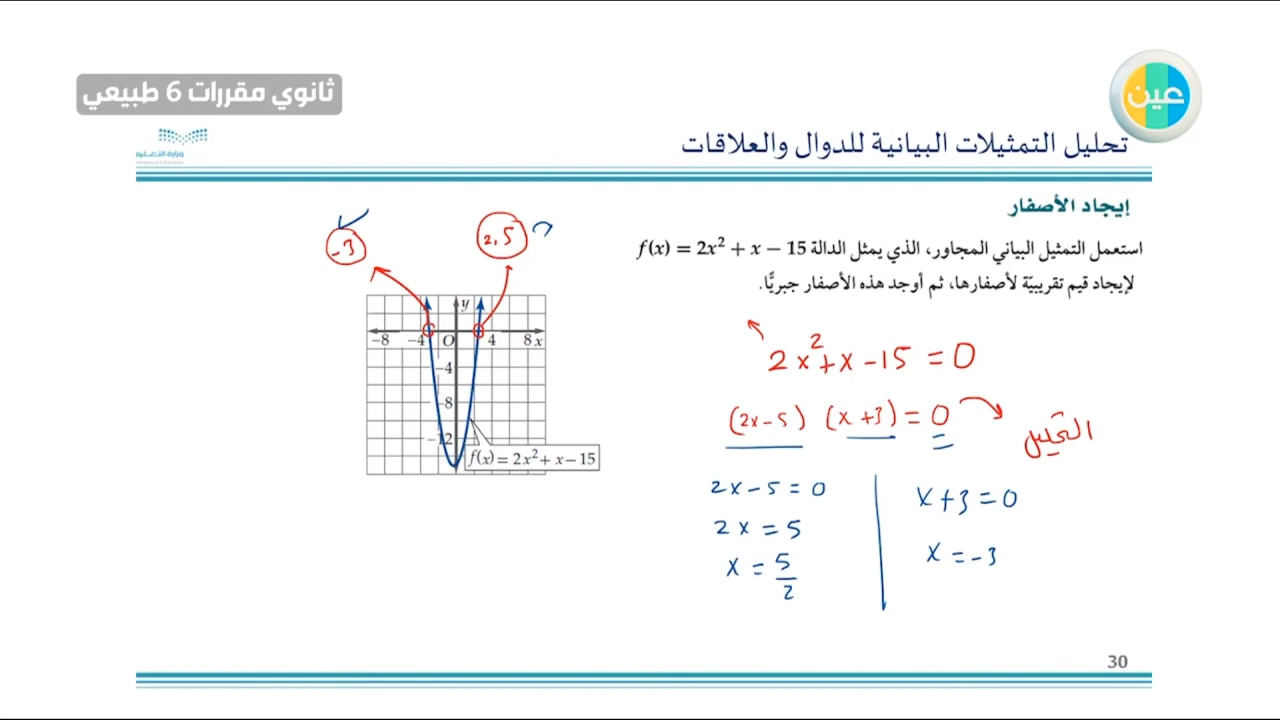 ثانوي مقررات 6 طبيعي
عين
وزارة التعليم
تحليل التمثيلات البيانية للدوال والعلاقات
إيجاد الأصفار
استعمل التمثيل البياني المجاور، الذي يمثل الدالة f(x) = 2x² + x − 15
لإيجاد قيم تقريبيّة لأصفارها، ثم أوجد هذه الأصفار جبريًّا.
-3
2,5
y
−8 −4 O 4 8 x
−4
−8
−12
f(x) = 2x² + x − 15
2x² + x − 15 = 0
(2x − 5) (x + 3) = 0
التحليل
2x − 5 = 0
2x = 5
x = 5/2
x + 3 = 0
x = −3
30